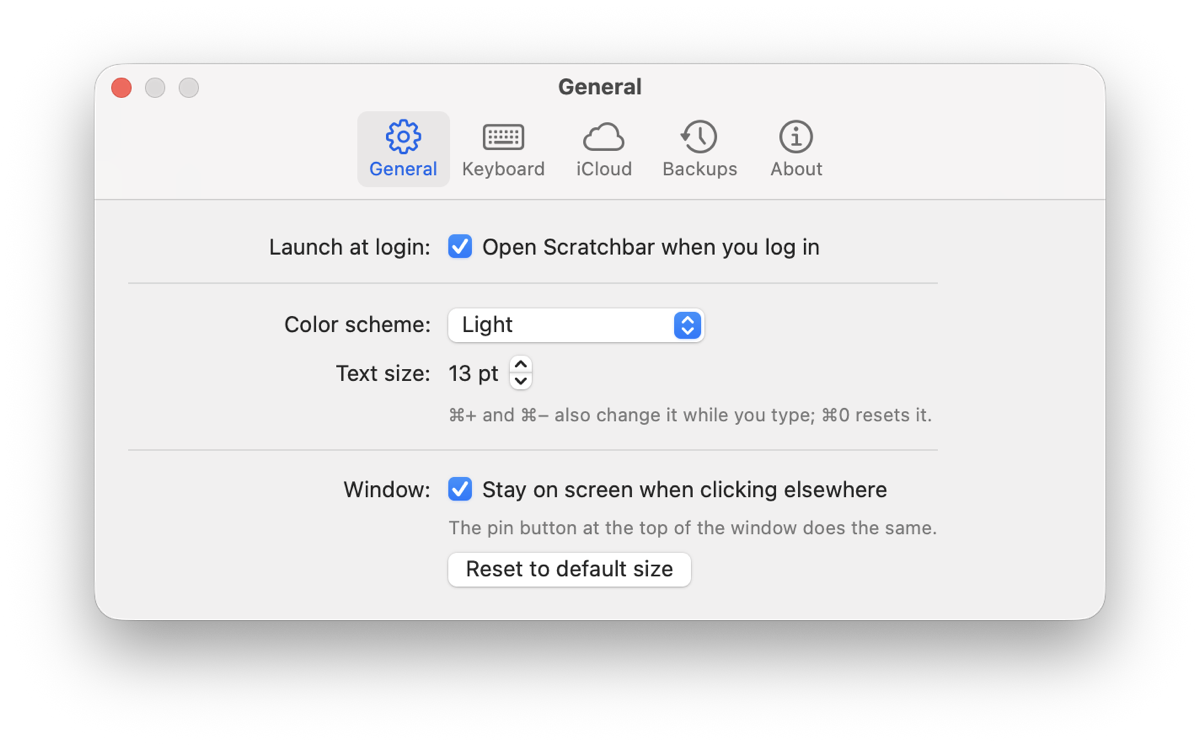 General
General Keyboard iCloud Backups About
Launch at login: Open Scratchbar when you log in
Color scheme: Light
Text size: 13 pt
⌘+ and ⌘– also change it while you type; ⌘0 resets it.
Window: Stay on screen when clicking elsewhere
The pin button at the top of the window does the same.
Reset to default size